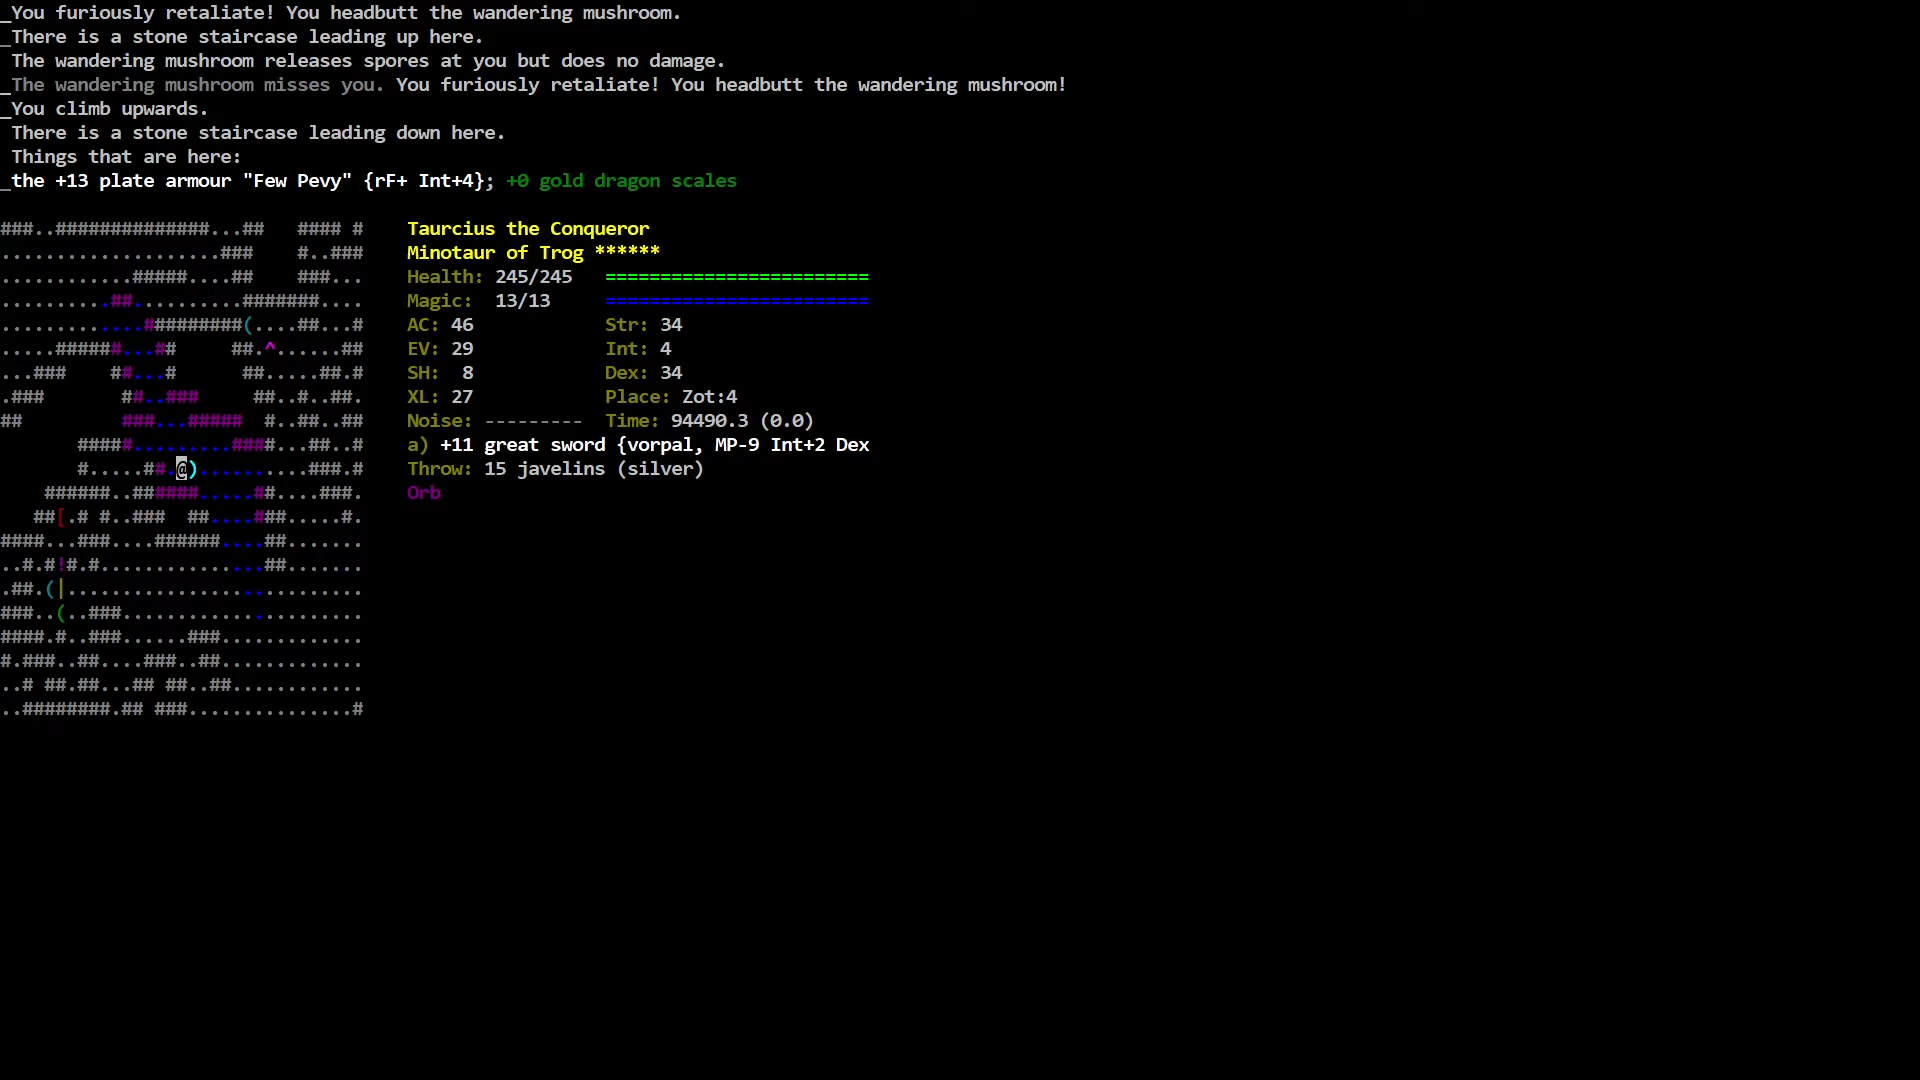 _You furiously retaliate! You headbutt the wandering mushroom.
_There is a stone staircase leading up here.
The wandering mushroom releases spores at you but does no damage.
_The wandering mushroom misses you. You furiously retaliate! You headbutt the wandering mushroom!
_You climb upwards.
There is a stone staircase leading down here.
Things that are here:
_the +13 plate armour "Few Pevy" {rF+ Int+4}; +0 gold dragon scales
Taurcius the Conqueror
Minotaur of Trog ******
Health: 245/245 ========================
Magic: 13/13 ========================
AC: 46 Str: 34
EV: 29 Int: 4
SH: 8 Dex: 34
XL: 27 Place: Zot:4
Noise: --------- Time: 94490.3 (0.0)
a) +11 great sword {vorpal, MP-9 Int+2 Dex
Throw: 15 javelins (silver)
Orb